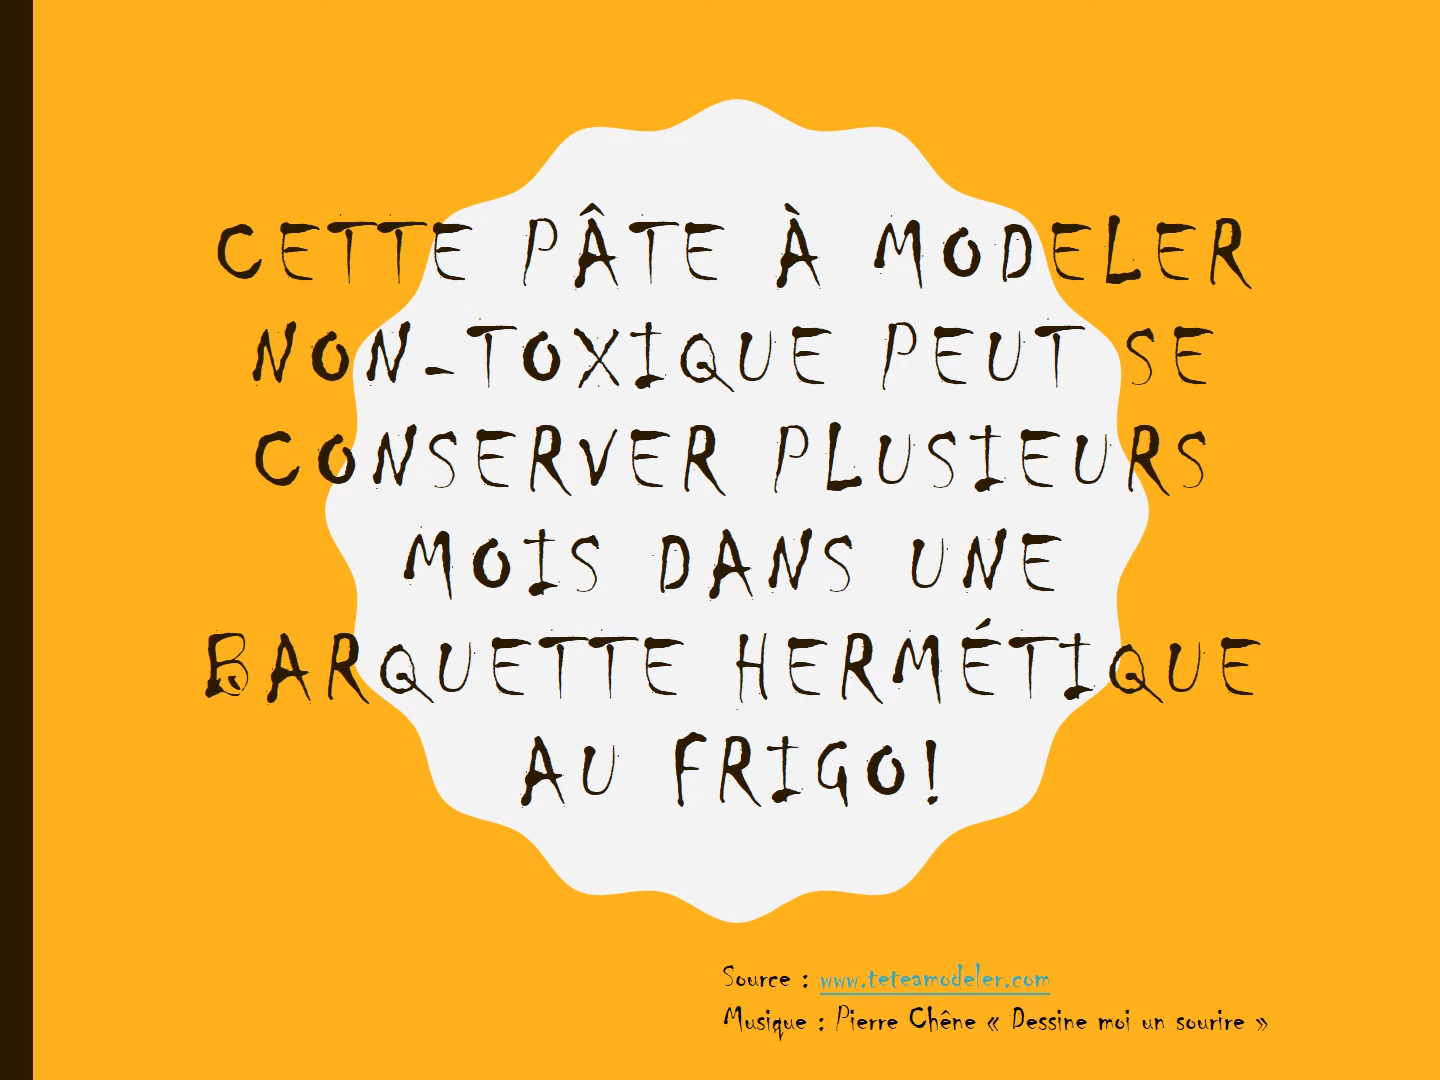 CETTE PÂTE À MODELER
NON-TOXIQUE PEUT SE
CONSERVER PLUSIEURS
MOIS DANS UNE
BARQUETTE HERMÉTIQUE
AU FRIGO!
Source : www.teteamodeler.com
Musique : Pierre Chêne « Dessine moi un sourire »